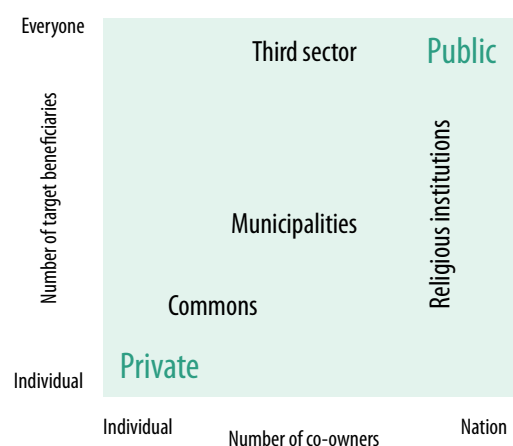 Everyone
Third sector
Public
Number of target beneficiaries
Religious institutions
Municipalities
Commons
Private
Individual
Individual
Number of co-owners
Nation